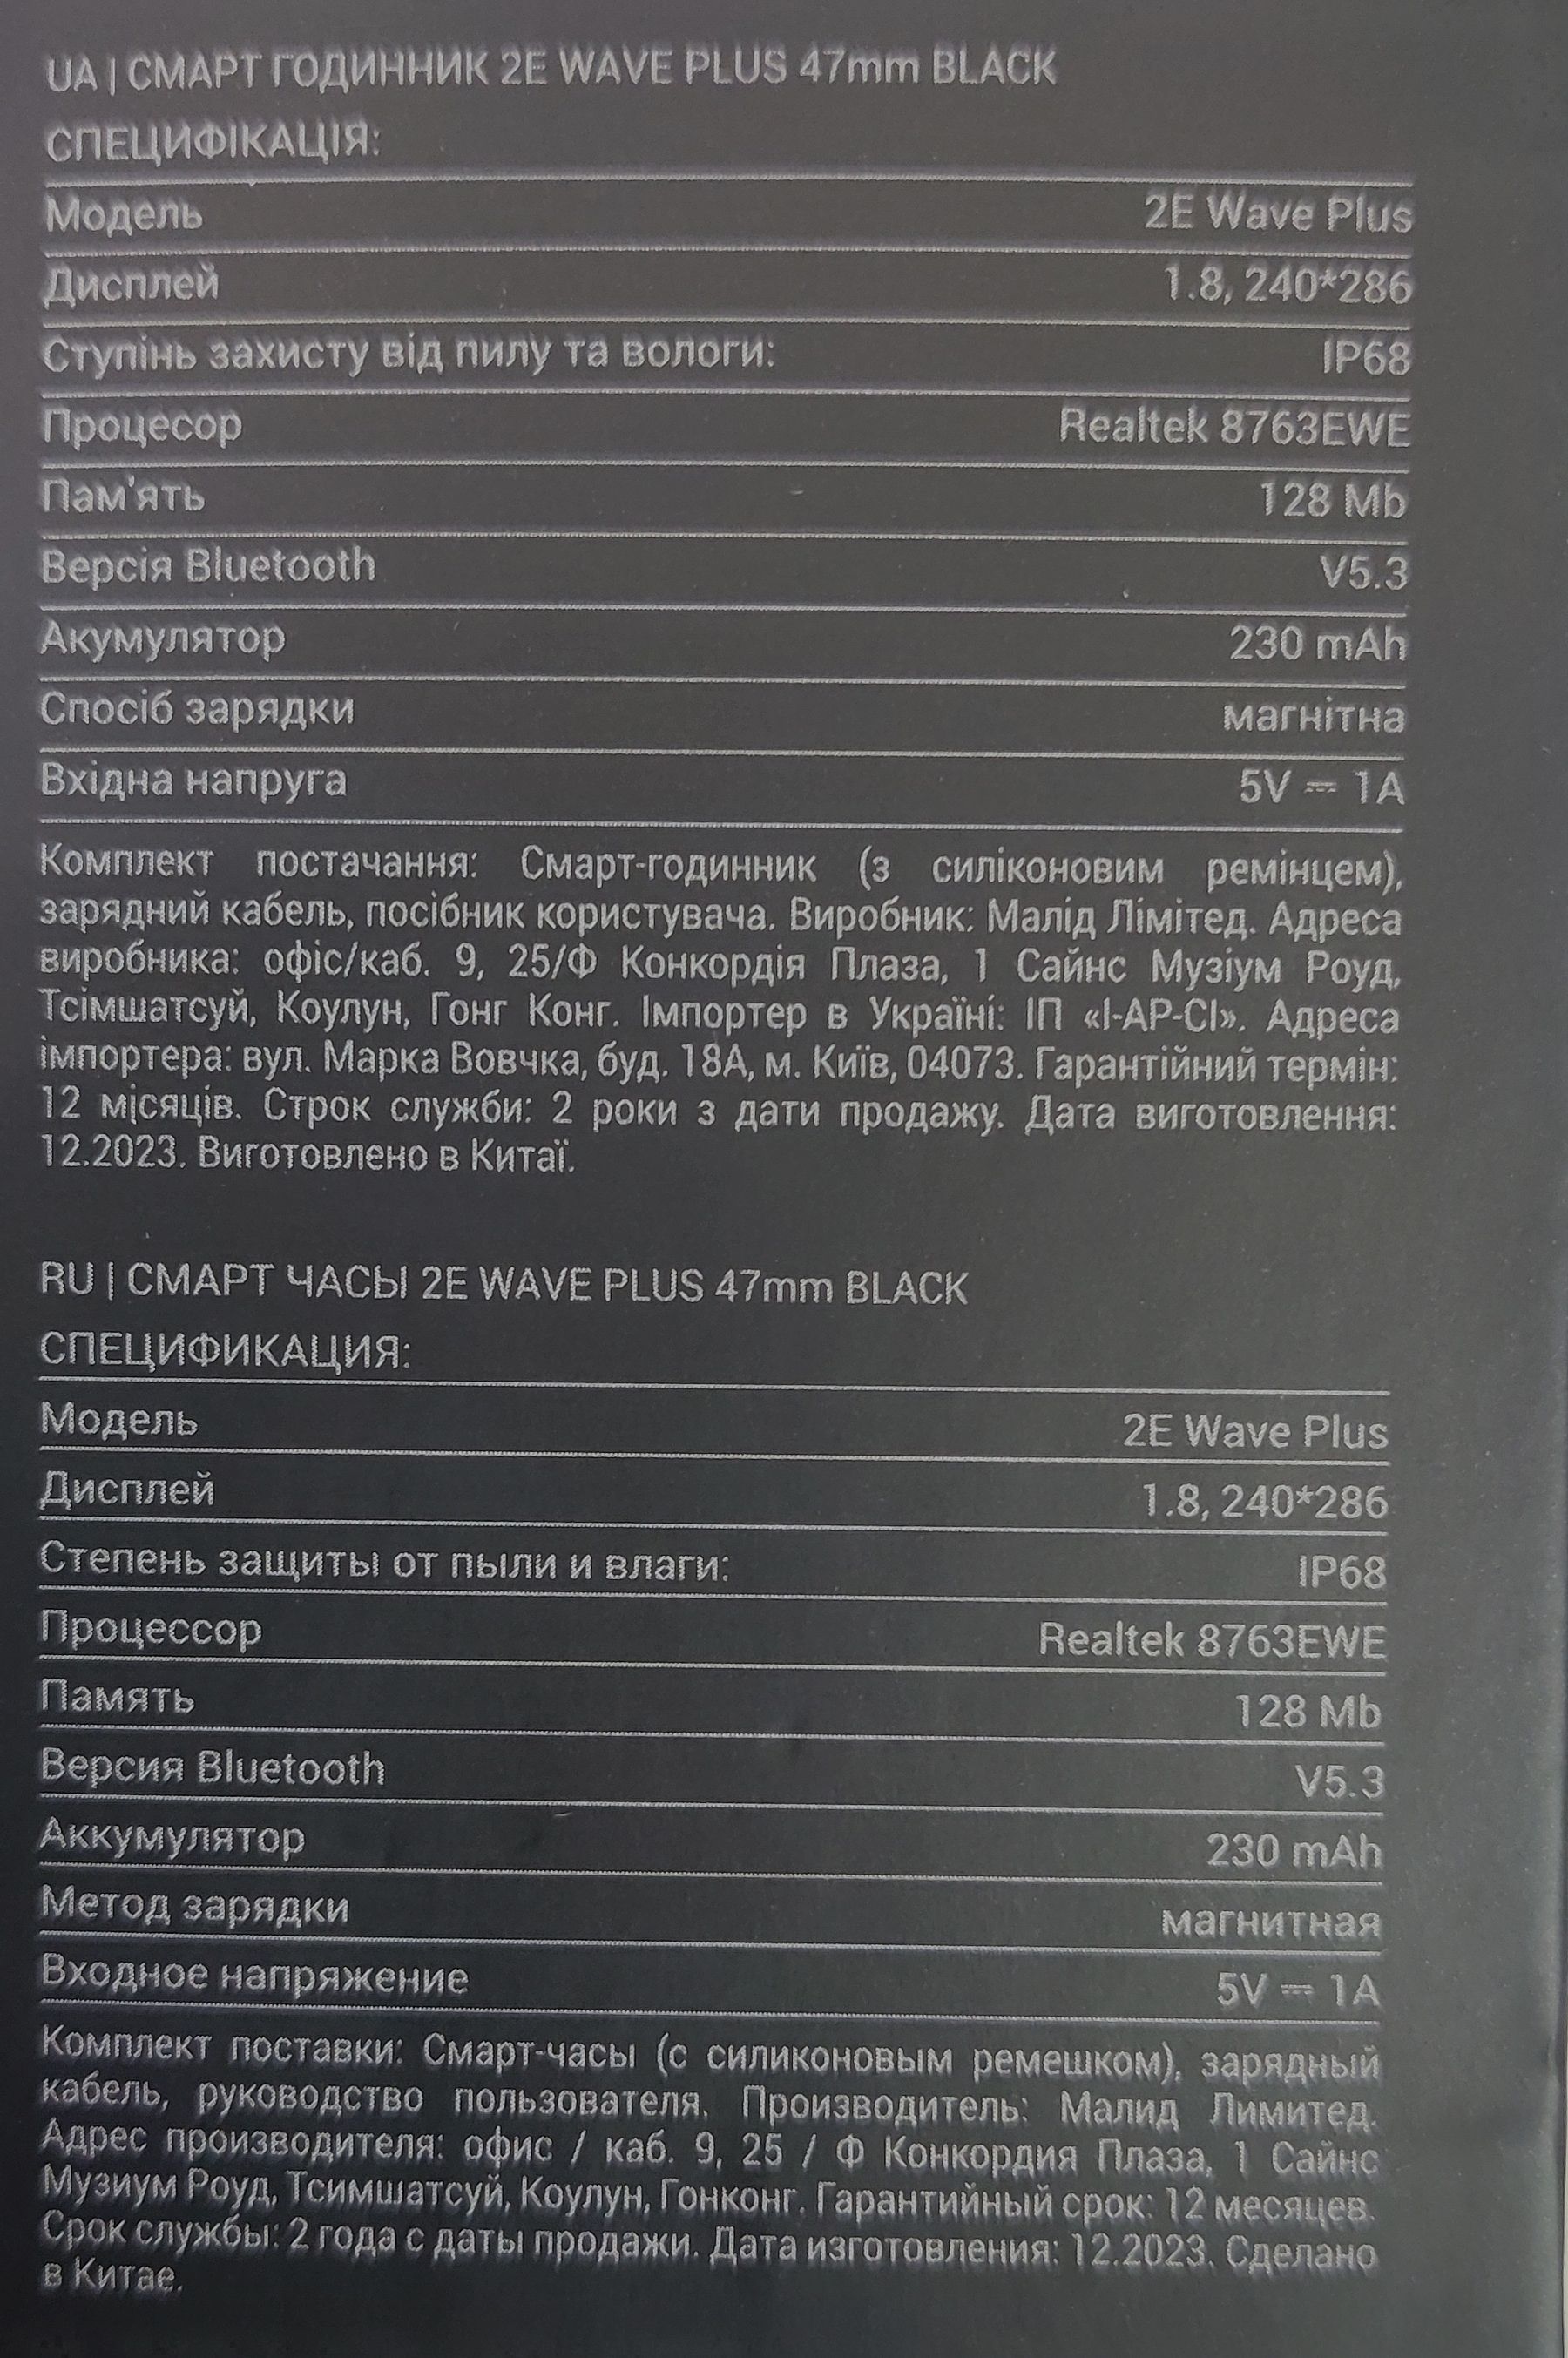 UA | СМАРТ ГОДИННИК 2E WAVE PLUS 47mm BLACK
СПЕЦИФІКАЦІЯ:
Модель 2E Wave Plus
Дисплей 1.8, 240*286
Ступінь захисту від пилу та вологи: IP68
Процесор Realtek 8763EWE
Пам'ять 128 Mb
Версія Bluetooth V5.3
Акумулятор 230 mAh
Спосіб зарядки магнітна
Вхідна напруга 5V ⎓ 1A
Комплект постачання: Смарт-годинник (з силіконовим ремінцем),
зарядний кабель, посібник користувача. Виробник: Малід Лімітед. Адреса
виробника: офіс/каб. 9, 25/Ф Конкордія Плаза, 1 Сайнс Музіум Роуд,
Тсімшатсуй, Коулун, Гонг Конг. Імпортер в Україні: ІП «І-АР-СІ». Адреса
імпортера: вул. Марка Вовчка, буд. 18А, м. Київ, 04073. Гарантійний термін:
12 місяців. Строк служби: 2 роки з дати продажу. Дата виготовлення:
12.2023. Виготовлено в Китаї.
RU | СМАРТ ЧАСЫ 2E WAVE PLUS 47mm BLACK
СПЕЦИФИКАЦИЯ:
Модель 2E Wave Plus
Дисплей 1.8, 240*286
Степень защиты от пыли и влаги: IP68
Процессор Realtek 8763EWE
Память 128 Mb
Версия Bluetooth V5.3
Аккумулятор 230 mAh
Метод зарядки магнитная
Входное напряжение 5V ⎓ 1A
Комплект поставки: Смарт-часы (с силиконовым ремешком), зарядный
кабель, руководство пользователя. Производитель: Малид Лимитед.
Адрес производителя: офис / каб. 9, 25 / Ф Конкордия Плаза, 1 Сайнс
Музиум Роуд, Тсимшатсуй, Коулун, Гонконг. Гарантийный срок: 12 месяцев.
Срок службы: 2 года с даты продажи. Дата изготовления: 12.2023. Сделано
в Китае.